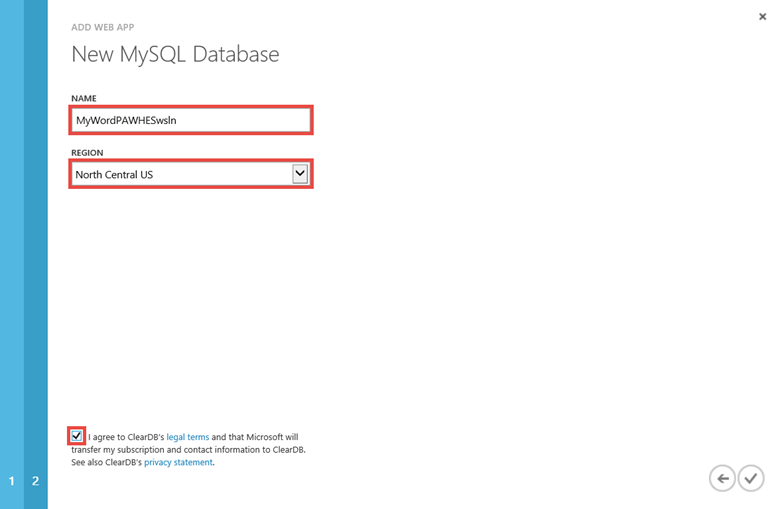 ADD WEB APP
New MySQL Database
NAME
MyWordPAWHESwsln
REGION
North Central US
I agree to ClearDB's legal terms and that Microsoft will
transfer my subscription and contact information to ClearDB.
See also ClearDB's privacy statement.
1 2